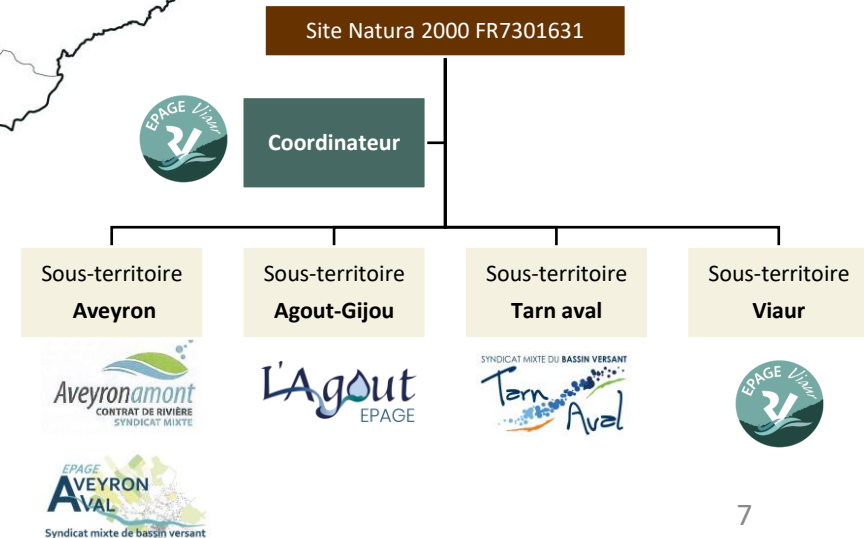 Site Natura 2000 FR7301631
EPAGE Viaur
Coordinateur
Sous-territoire
Aveyron
Sous-territoire
Agout-Gijou
Sous-territoire
Tarn aval
Sous-territoire
Viaur
Aveyronamont
CONTRAT DE RIVIÈRE
SYNDICAT MIXTE
L'Agout
EPAGE
SYNDICAT MIXTE DU BASSIN VERSANT
Tarn
Aval
EPAGE Viaur
EPAGE
AVEYRON
AVAL
Syndicat mixte de bassin versant
7